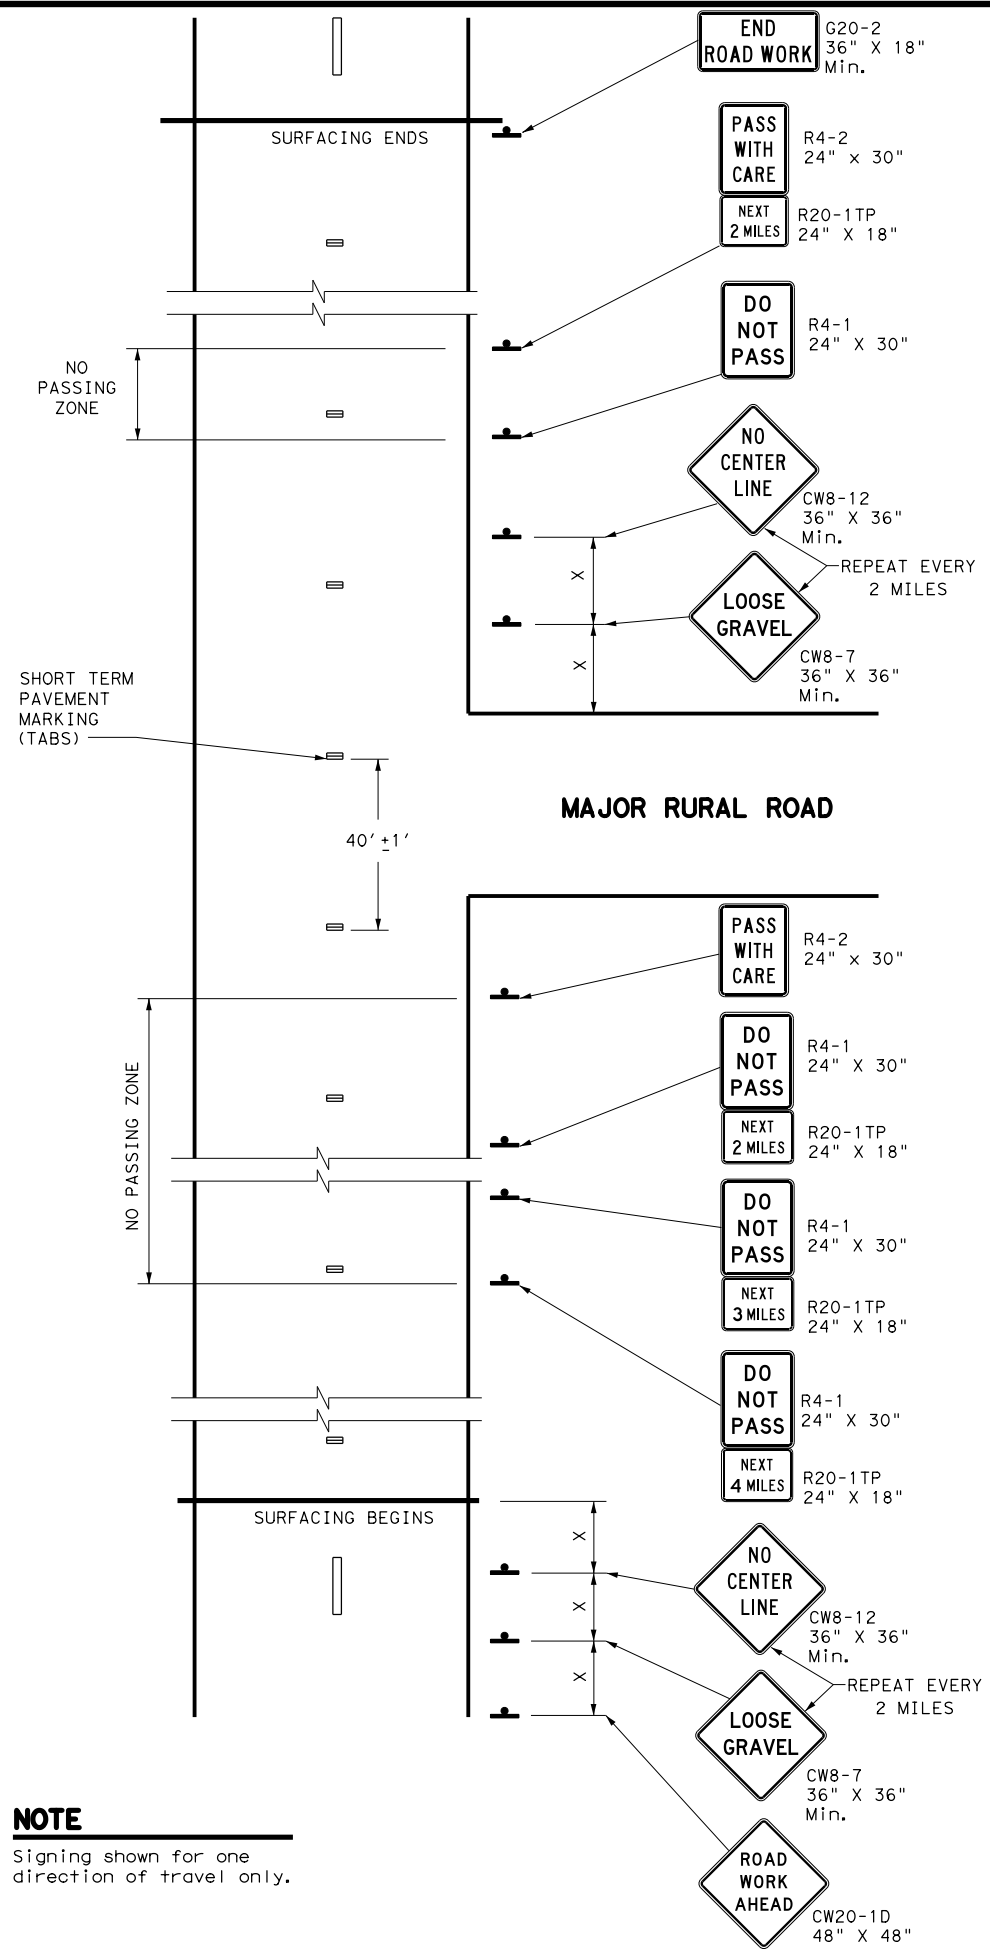 END
ROAD WORK
G20-2
36" X 18"
Min.
SURFACING ENDS
PASS
WITH
CARE
R4-2
24" x 30"
NEXT
2 MILES
R20-1TP
24" X 18"
DO
NOT
PASS
R4-1
24" X 30"
NO
PASSING
ZONE
NO
CENTER
LINE
CW8-12
36" X 36"
Min.
REPEAT EVERY
2 MILES
X
LOOSE
GRAVEL
CW8-7
36" X 36"
Min.
X
SHORT TERM
PAVEMENT
MARKING
(TABS)
MAJOR RURAL ROAD
40' ±1'
PASS
WITH
CARE
R4-2
24" x 30"
NO PASSING ZONE
DO
NOT
PASS
R4-1
24" X 30"
NEXT
2 MILES
R20-1TP
24" X 18"
DO
NOT
PASS
R4-1
24" X 30"
NEXT
3 MILES
R20-1TP
24" X 18"
DO
NOT
PASS
R4-1
24" X 30"
NEXT
4 MILES
R20-1TP
24" X 18"
SURFACING BEGINS
X
NO
CENTER
LINE
CW8-12
36" X 36"
Min.
X
REPEAT EVERY
2 MILES
X
LOOSE
GRAVEL
CW8-7
36" X 36"
Min.
ROAD
WORK
AHEAD
CW20-1D
48" X 48"
NOTE
Signing shown for one
direction of travel only.